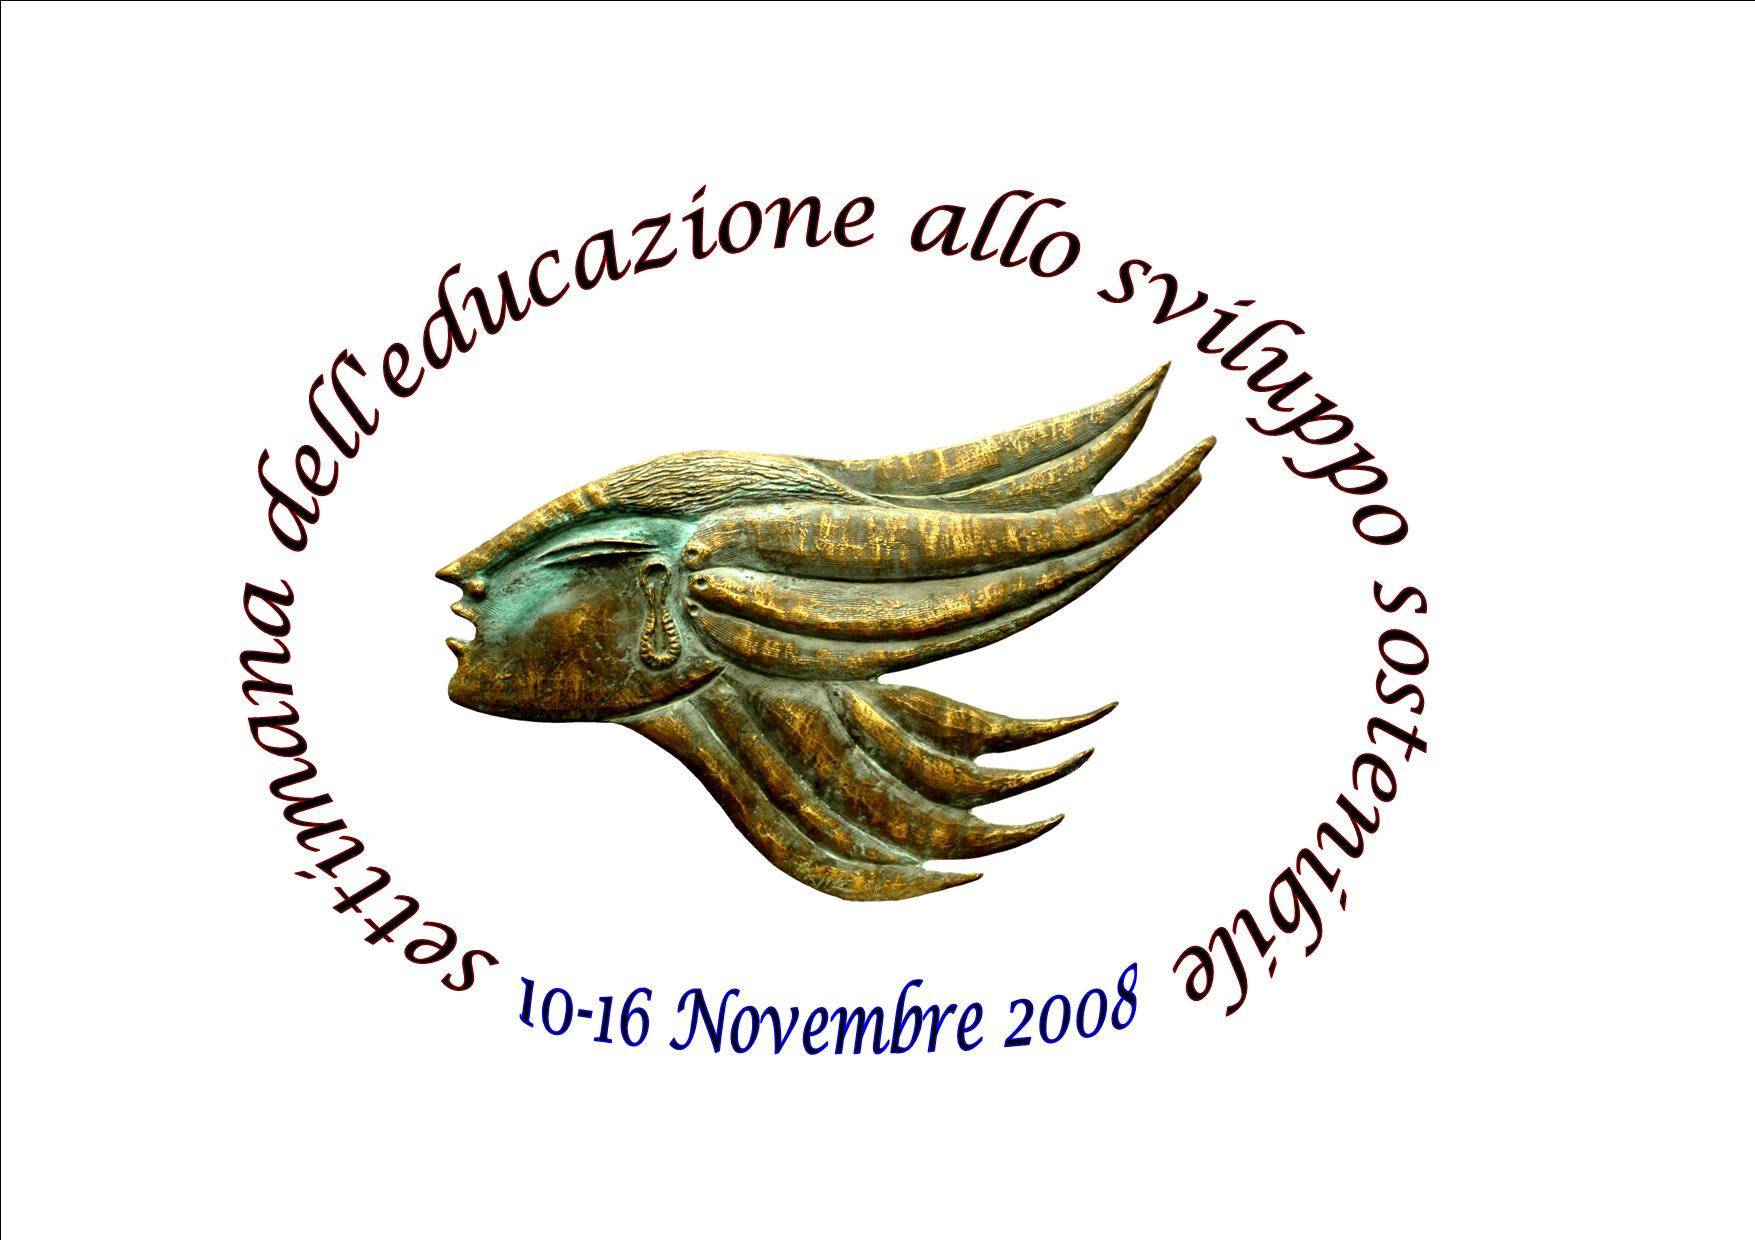 settimana dell'educazione allo sviluppo sostenibile
10-16 Novembre 2008